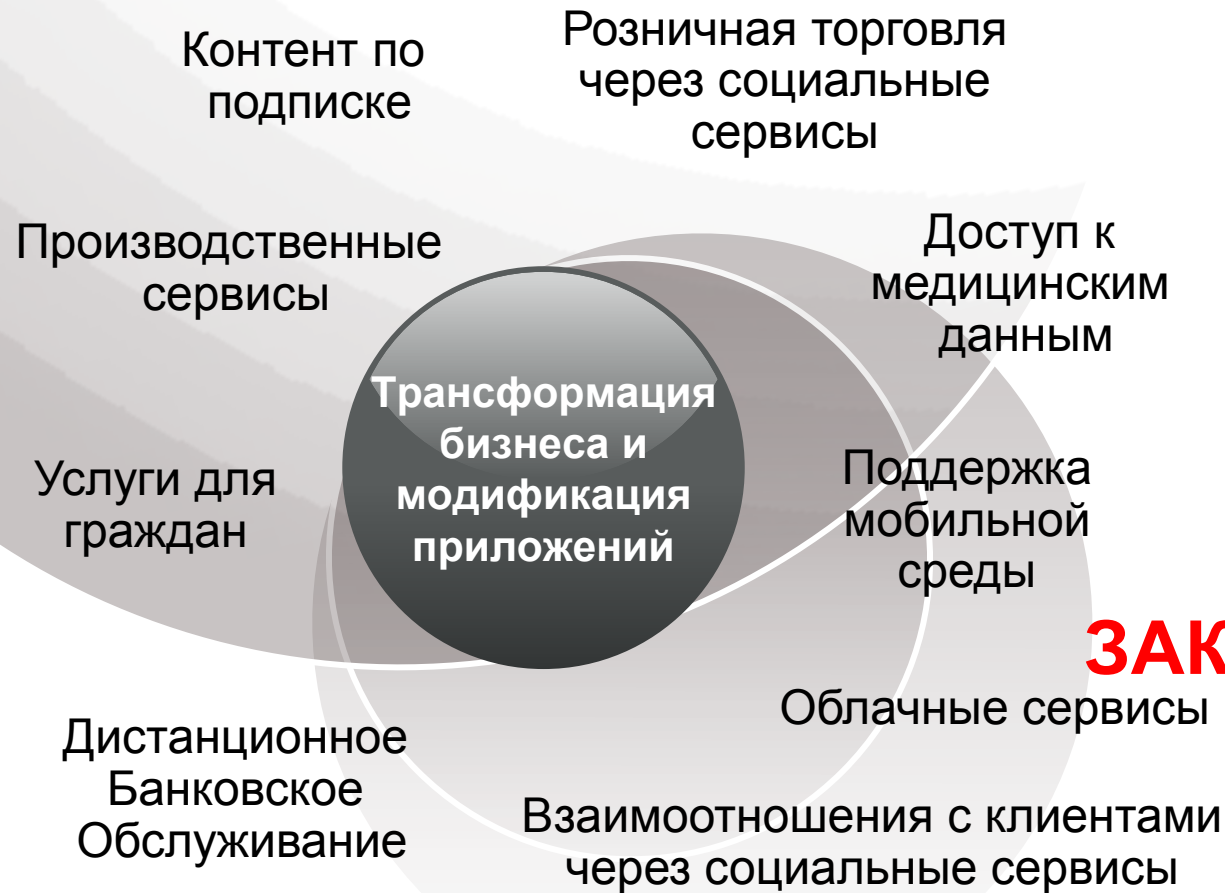 Контент по
подписке
Розничная торговля
через социальные
сервисы
Производственные
сервисы
Доступ к
медицинским
данным
Трансформация
бизнеса и
модификация
приложений
Услуги для
граждан
Поддержка
мобильной
среды
ЗАК
Облачные сервисы
Дистанционное
Банковское
Обслуживание
Взаимоотношения с клиентами
через социальные сервисы